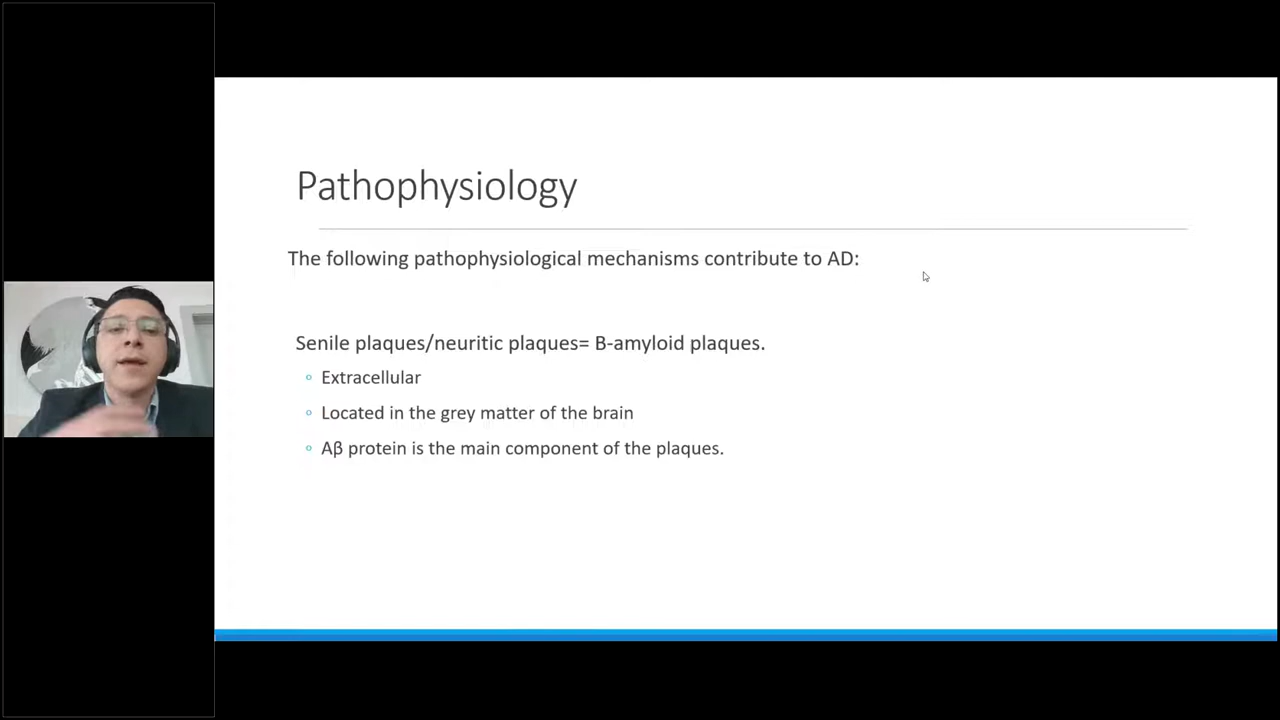 Pathophysiology
The following pathophysiological mechanisms contribute to AD:
Senile plaques/neuritic plaques= B-amyloid plaques.
Extracellular
Located in the grey matter of the brain
Aβ protein is the main component of the plaques.